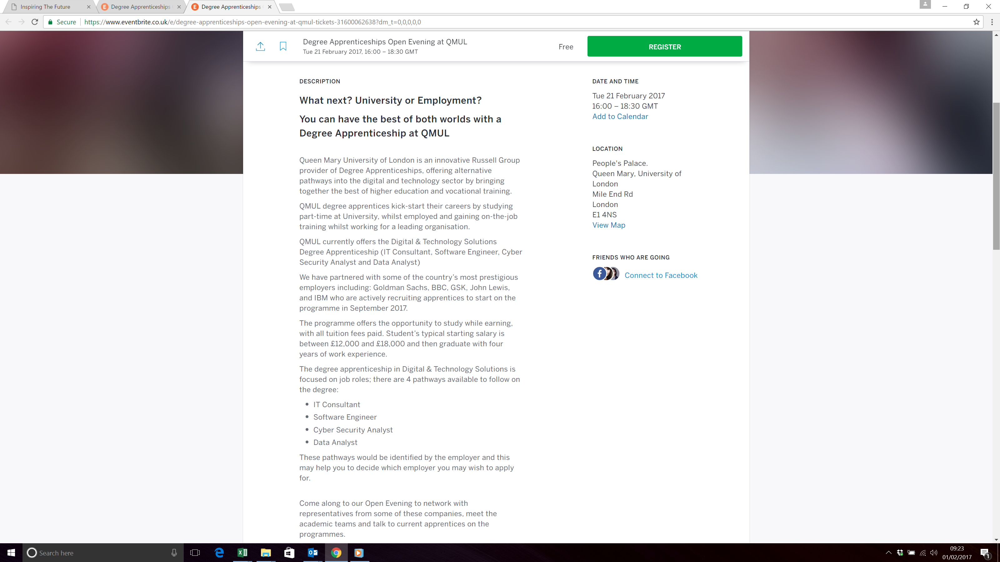 Inspiring The Future
Degree Apprenticeships
Degree Apprenticeships
Secure https://www.eventbrite.co.uk/e/degree-apprenticeships-open-evening-at-qmul-tickets-31600062638?dm_t=0,0,0,0,0
Degree Apprenticeships Open Evening at QMUL
Tue 21 February 2017, 16:00 – 18:30 GMT
Free
REGISTER
DESCRIPTION
What next? University or Employment?
You can have the best of both worlds with a
Degree Apprenticeship at QMUL
Queen Mary University of London is an innovative Russell Group
provider of Degree Apprenticeships, offering alternative
pathways into the digital and technology sector by bringing
together the best of higher education and vocational training.
QMUL degree apprentices kick-start their careers by studying
part-time at University, whilst employed and gaining on-the-job
training whilst working for a leading organisation.
QMUL currently offers the Digital & Technology Solutions
Degree Apprenticeship (IT Consultant, Software Engineer, Cyber
Security Analyst and Data Analyst)
We have partnered with some of the country’s most prestigious
employers including: Goldman Sachs, BBC, GSK, John Lewis,
and IBM who are actively recruiting apprentices to start on the
programme in September 2017.
The programme offers the opportunity to study while earning,
with all tuition fees paid. Student’s typical starting salary is
between £12,000 and £18,000 and then graduate with four
years of work experience.
The degree apprenticeship in Digital & Technology Solutions is
focused on job roles; there are 4 pathways available to follow on
the degree:
• IT Consultant
• Software Engineer
• Cyber Security Analyst
• Data Analyst
These pathways would be identified by the employer and this
may help you to decide which employer you may wish to apply
for.
Come along to our Open Evening to network with
representatives from some of these companies, meet the
academic teams and talk to current apprentices on the
programmes.
DATE AND TIME
Tue 21 February 2017
16:00 – 18:30 GMT
Add to Calendar
LOCATION
People's Palace.
Queen Mary, University of
London
Mile End Rd
London
E1 4NS
View Map
FRIENDS WHO ARE GOING
Connect to Facebook
Search here
09:23
01/02/2017
1